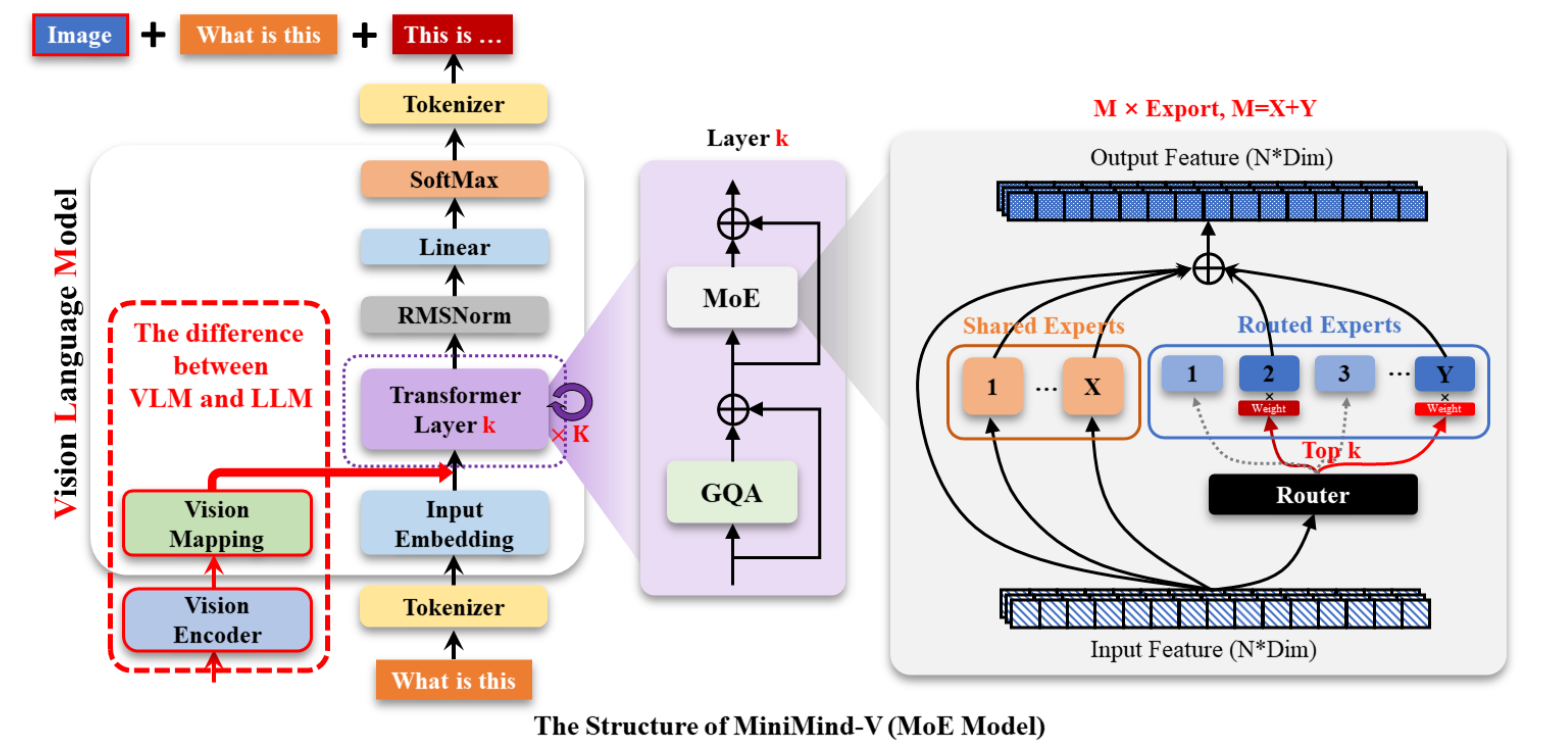 Image + What is this + This is ...
Tokenizer
SoftMax
Linear
RMSNorm
Transformer
Layer k
× K
Input
Embedding
Tokenizer
What is this
Vision Language Model
The difference
between
VLM and LLM
Vision
Mapping
Vision
Encoder
Layer k
MoE
GQA
M × Export, M=X+Y
Output Feature (N*Dim)
Shared Experts
1 ... X
Routed Experts
1 2 3 ... Y
× ×
Weight Weight
Top k
Router
Input Feature (N*Dim)
The Structure of MiniMind-V (MoE Model)